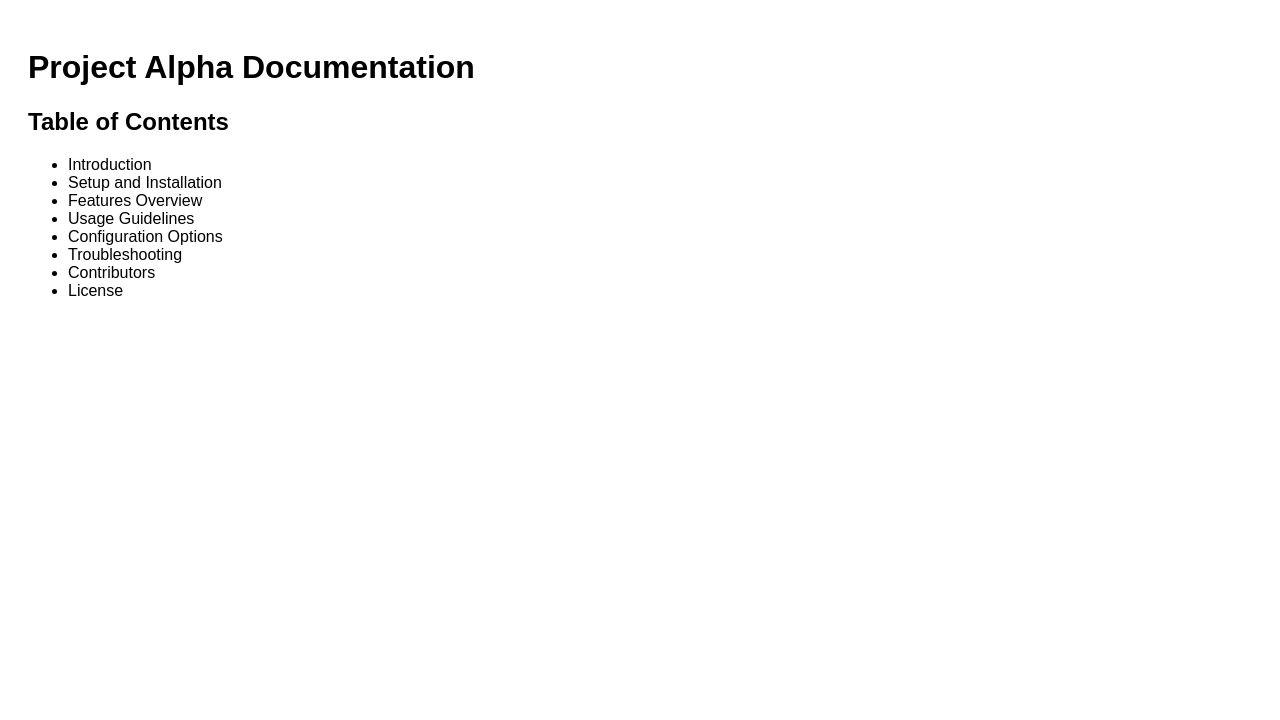 Project Alpha Documentation
Table of Contents
Introduction
Setup and Installation
Features Overview
Usage Guidelines
Configuration Options
Troubleshooting
Contributors
License